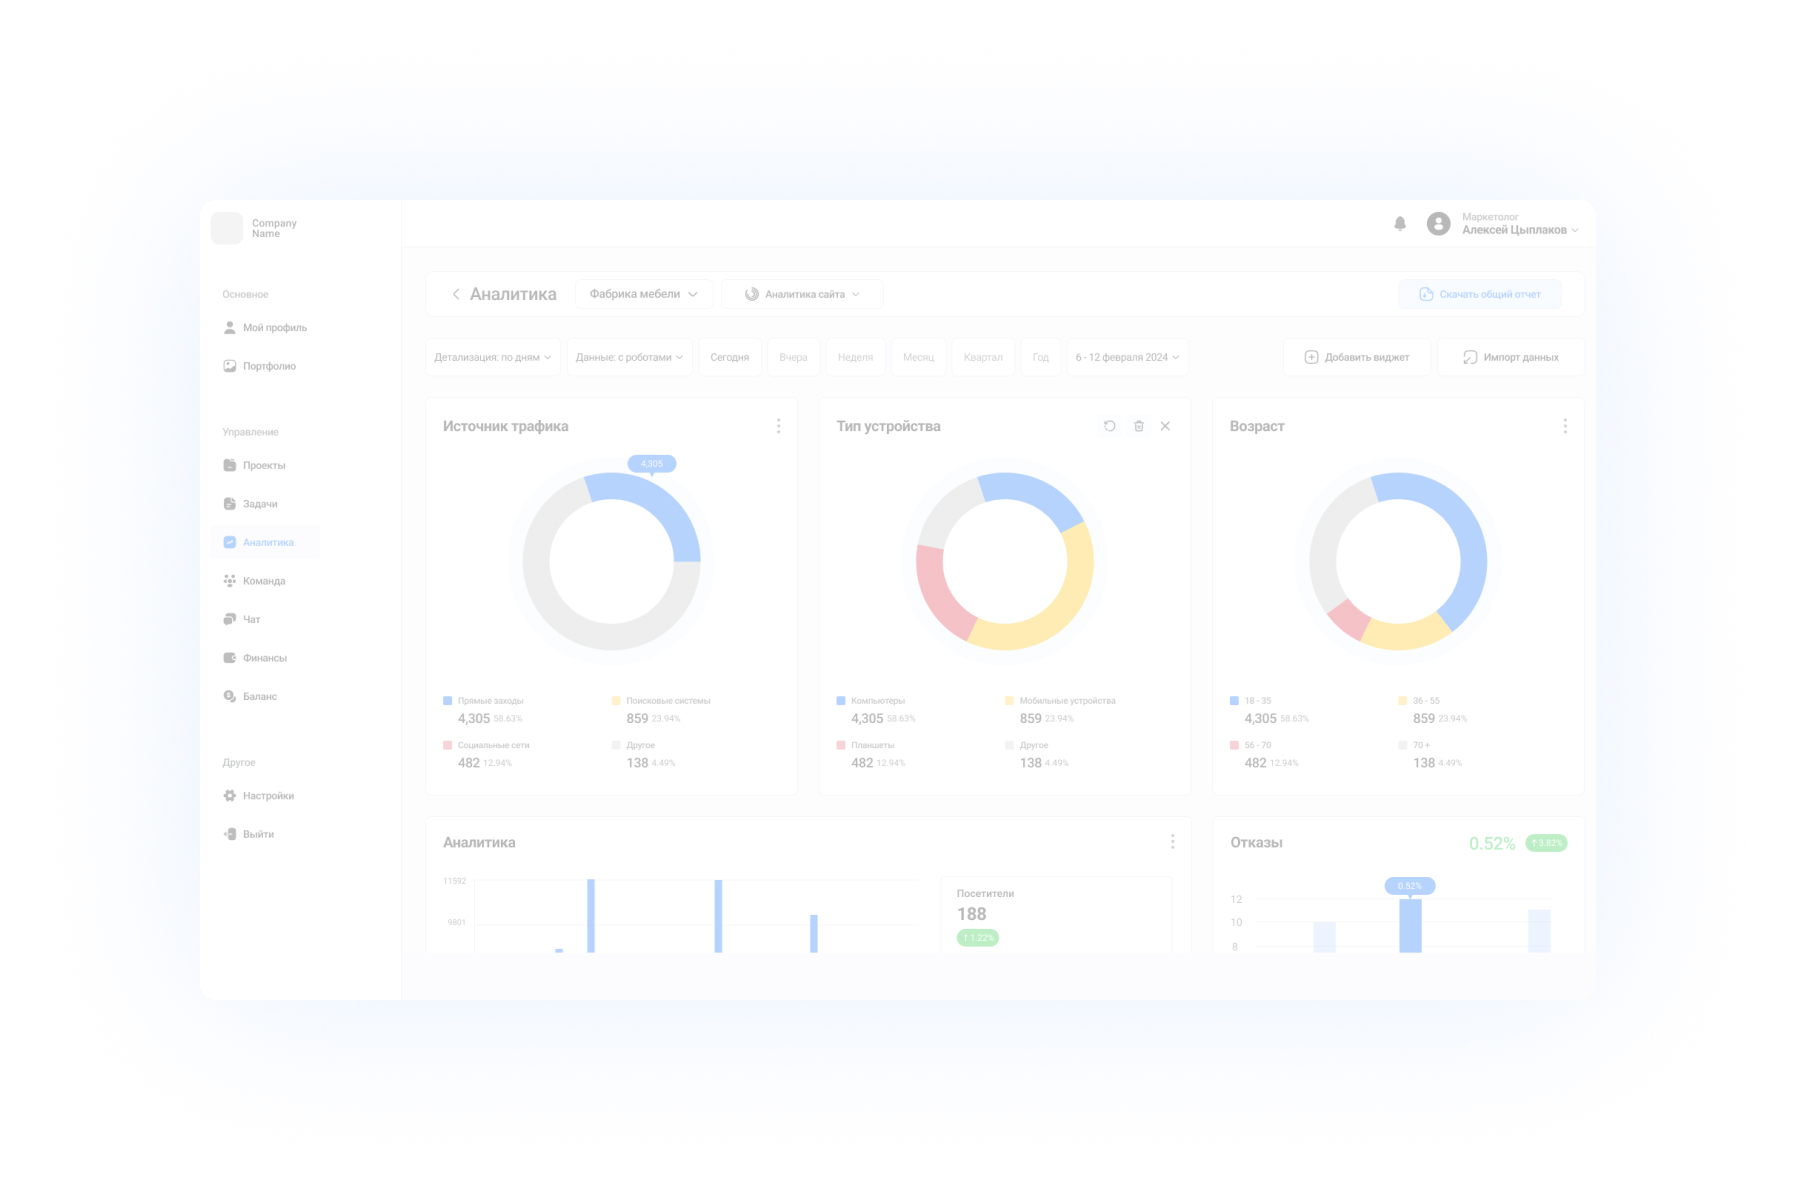 Company
Name
Маркетолог
Алексей Цыплаков
Основное
Мой профиль
Портфолио
Управление
Проекты
Задачи
Аналитика
Команда
Чат
Финансы
Баланс
Другое
Настройки
Выйти
Аналитика
Фабрика мебели
Аналитика сайта
Скачать общий отчет
Детализация: по дням
Данные: с роботами
Сегодня
Вчера
Неделя
Месяц
Квартал
Год
6 - 12 февраля 2024
Добавить виджет
Импорт данных
Источник трафика
4,305
Прямые заходы
4,305 58.63%
Поисковые системы
859 23.94%
Социальные сети
482 12.94%
Другое
138 4.49%
Тип устройства
Компьютеры
4,305 58.63%
Мобильные устройства
859 23.94%
Планшеты
482 12.94%
Другое
138 4.49%
Возраст
18 - 35
4,305 58.63%
36 - 55
859 23.94%
56 - 70
482 12.94%
70 +
138 4.49%
Аналитика
11592
9801
Посетители
188
↑ 1.22%
Отказы
0.52%
↑ 3.82%
0.52%
12
10
8